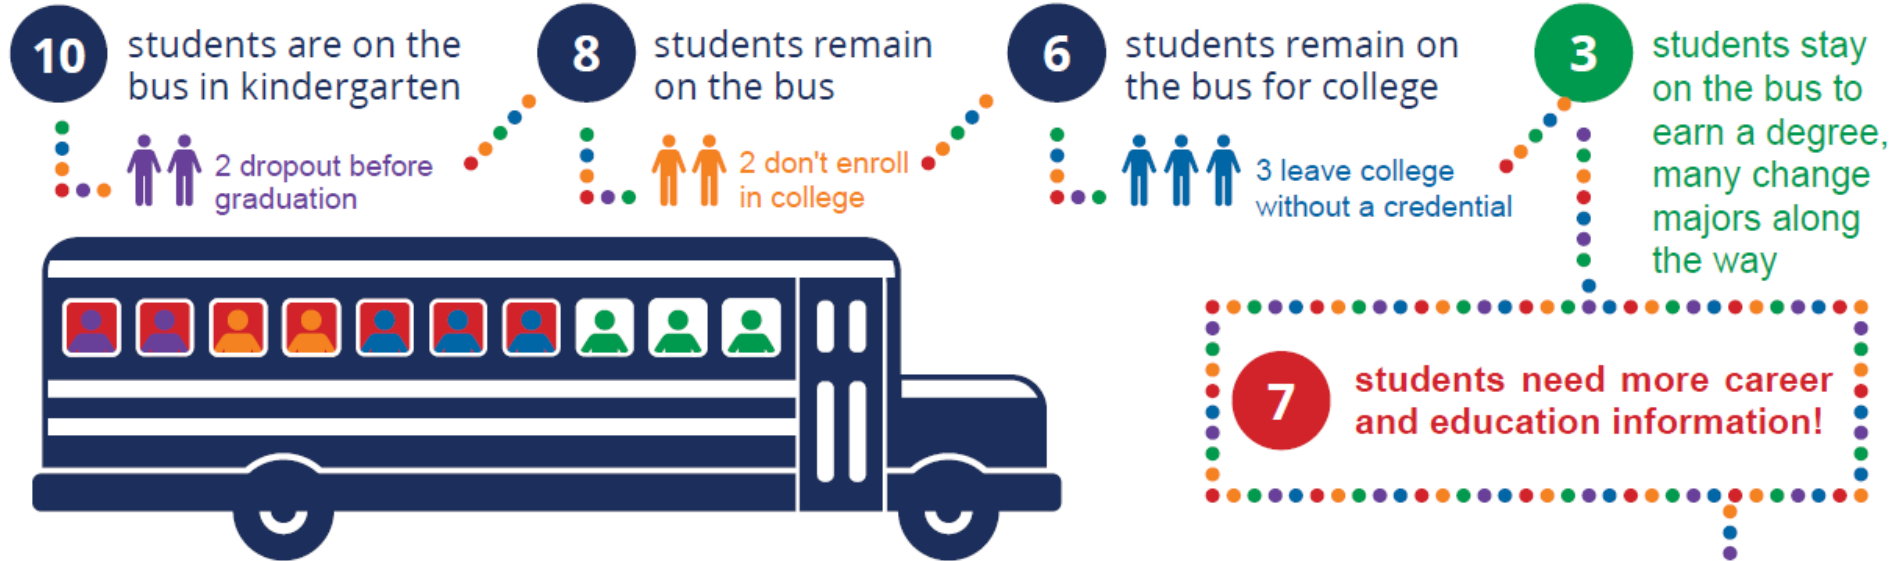 10
students are on the
bus in kindergarten
2 dropout before
graduation
8
students remain
on the bus
2 don't enroll
in college
6
students remain on
the bus for college
3 leave college
without a credential
3
students stay
on the bus to
earn a degree,
many change
majors along
the way
7
students need more career
and education information!